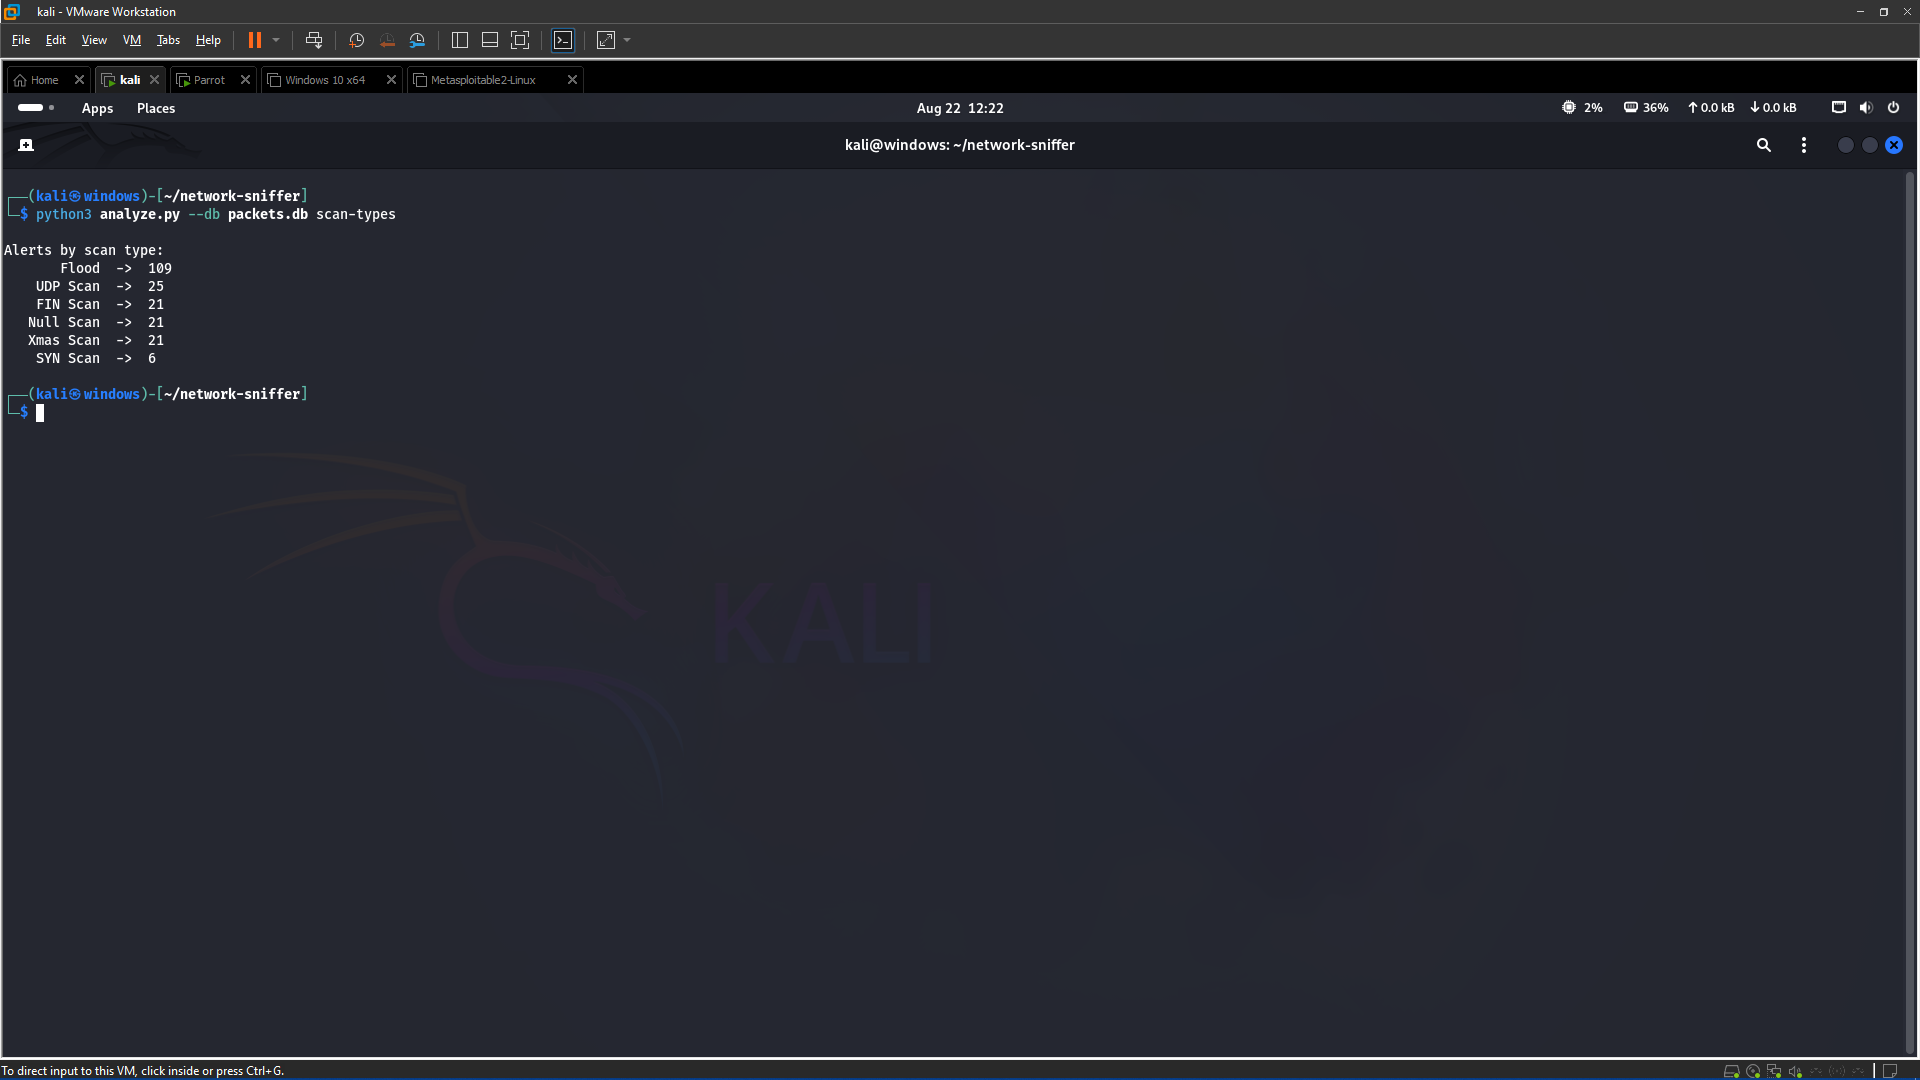 kali - VMware Workstation
File Edit View VM Tabs Help
Home kali Parrot Windows 10 x64 Metasploitable2-Linux
Apps Places Aug 22 12:22 2% 36% 0.0 kB 0.0 kB
kali@windows: ~/network-sniffer
┌──(kali㉿windows)-[~/network-sniffer]
└─$ python3 analyze.py --db packets.db scan-types
Alerts by scan type:
Flood -> 109
UDP Scan -> 25
FIN Scan -> 21
Null Scan -> 21
Xmas Scan -> 21
SYN Scan -> 6
┌──(kali㉿windows)-[~/network-sniffer]
└─$
KALI
To direct input to this VM, click inside or press Ctrl+G.